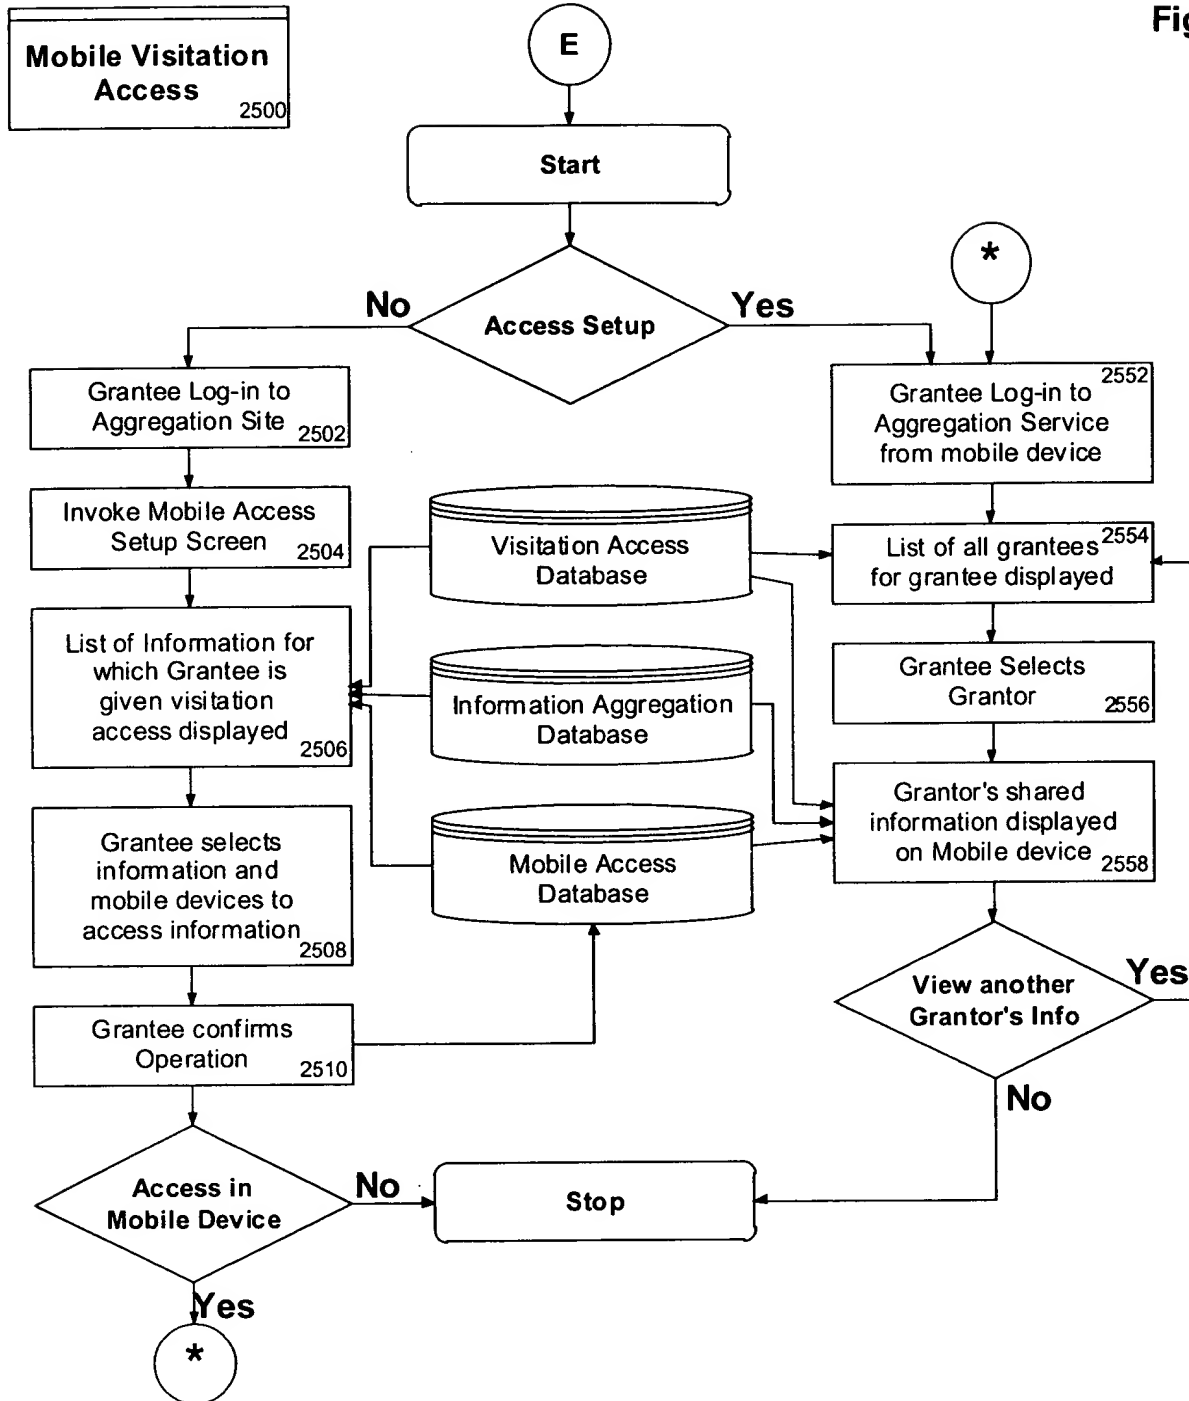 Mobile Visitation
Access
2500
E
Fig
Start
*
No
Access Setup
Yes
Grantee Log-in to
Aggregation Site
2502
2552
Grantee Log-in to
Aggregation Service
from mobile device
Invoke Mobile Access
Setup Screen
2504
Visitation Access
Database
2554
List of all grantees
for grantee displayed
List of Information for
which Grantee is
given visitation
access displayed
2506
Information Aggregation
Database
Grantee Selects
Grantor
2556
Grantee selects
information and
mobile devices to
access information
2508
Mobile Access
Database
Grantor's shared
information displayed
on Mobile device
2558
Grantee confirms
Operation
2510
View another
Grantor's Info
Yes
No
Access in
Mobile Device
No
Stop
Yes
*